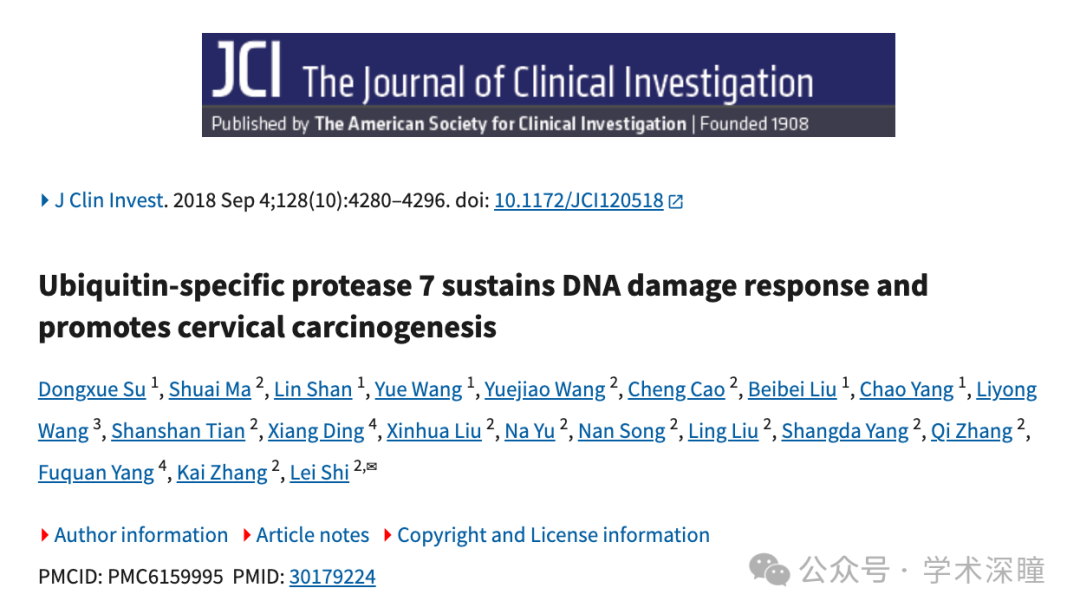 JCI The Journal of Clinical Investigation
Published by The American Society for Clinical Investigation | Founded 1908
J Clin Invest. 2018 Sep 4;128(10):4280–4296. doi: 10.1172/JCI120518
Ubiquitin-specific protease 7 sustains DNA damage response and
promotes cervical carcinogenesis
Dongxue Su 1, Shuai Ma 2, Lin Shan 1, Yue Wang 1, Yuejiao Wang 2, Cheng Cao 2, Beibei Liu 1, Chao Yang 1, Liyong
Wang 3, Shanshan Tian 2, Xiang Ding 4, Xinhua Liu 2, Na Yu 2, Nan Song 2, Ling Liu 2, Shangda Yang 2, Qi Zhang 2,
Fuquan Yang 4, Kai Zhang 2, Lei Shi 2,✉
Author information Article notes Copyright and License information
PMCID: PMC6159995 PMID: 30179224
公众号 · 学术深瞳